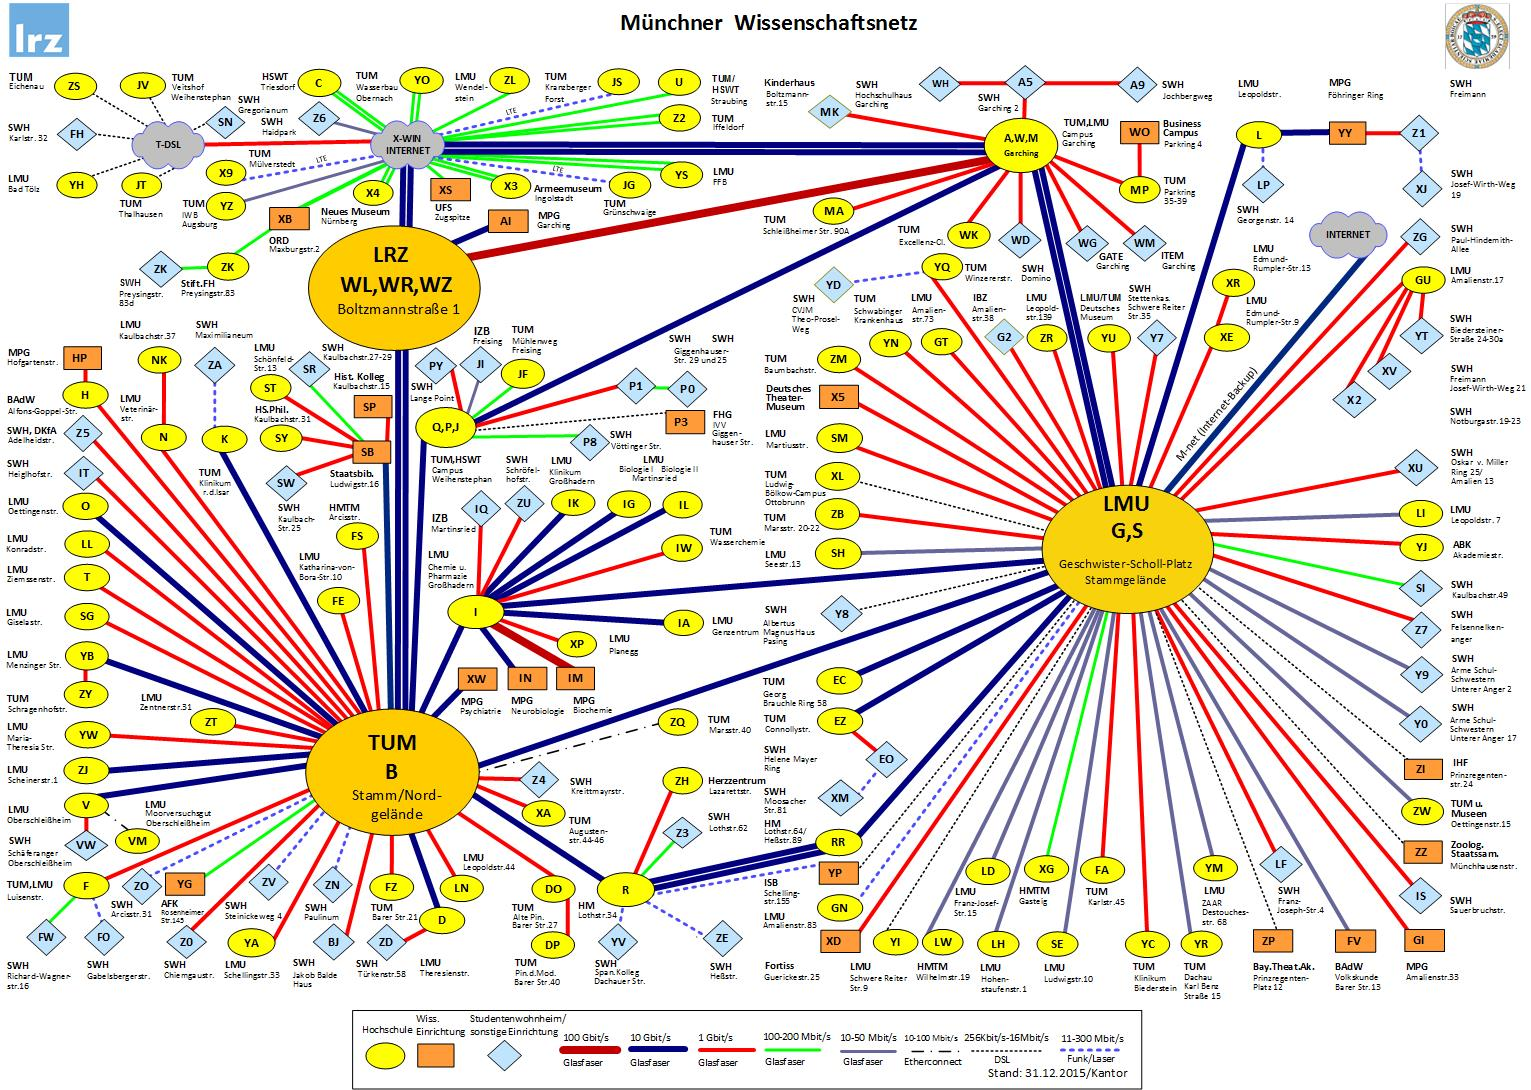 lrz
Münchner Wissenschaftsnetz
TUM
Eichenau
ZS
JV
TUM
Veitshof
Weihenstephan
SWH
Gregorianum
SN
SWH
Karlstr. 32
FH
T-DSL
LMU
Bad Tölz
YH
JT
TUM
Thalhausen
HSWT
Triesdorf
C
TUM
Wasserbau
Obernach
YO
LMU
Wendel-
stein
ZL
TUM
Kranzberger
Forst
JS
U
TUM/
HSWT
Straubing
SWH
Haidpark
Z6
X-WIN
INTERNET
LTE
Z2
TUM
Iffeldorf
X9
TUM
Mülverstedt
LTE
LTE
YS
LMU
FFB
YZ
TUM
IWB
Augsburg
X4
Neues Museum
Nürnberg
XS
UFS
Zugspitze
X3
Armeemuseum
Ingolstadt
JG
TUM
Grünschwaige
XB
ORD
Maxburgstr.2
AI
MPG
Garching
ZK
SWH
Preysingstr.
83d
ZK
Stift.FH
Preysingstr.83
LRZ
WL,WR,WZ
Boltzmannstraße 1
Kinderhaus
Boltzmann-
str.15
MK
SWH
Hochschulhaus
Garching
WH
A5
SWH
Garching 2
A9
SWH
Jochbergweg
A,W,M
Garching
TUM,LMU
Campus
Garching
WO
Business
Campus
Parkring 4
MP
TUM
Parkring
35-39
MA
TUM
Schleißheimer Str. 90A
WK
TUM
Exzellenz-Cl.
WD
SWH
Domino
WG
GATE
Garching
WM
ITEM
Garching
LMU
Leopoldstr.
L
MPG
Föhringer Ring
YY
Z1
SWH
Freimann
LP
SWH
Georgenstr. 14
XJ
SWH
Josef-Wirth-Weg
19
INTERNET
ZG
SWH
Paul-Hindemith-
Allee
LMU
Edmund-
Rumpler-Str.13
XR
LMU
Edmund-
Rumpler-Str.9
XE
GU
LMU
Amalienstr.17
YT
SWH
Biedersteiner-
Straße 24-30a
XV
SWH
Freimann
Josef-Wirth-Weg 21
X2
SWH
Notburgastr.19-23
M-net (Internet-Backup)
YD
SWH
CVJM
Theo-Prosel-
Weg
YQ
TUM
Winzererstr.
TUM
Schwabinger
Krankenhaus
YN
LMU
Amalien-
str.73
GT
IBZ
Amalien-
str.38
G2
LMU
Leopold-
str.139
ZR
LMU/TUM
Deutsches
Museum
YU
SWH
Stettenkas.
Schwere Reiter
Str.35
Y7
TUM
Baumbachstr.
ZM
Deutsches
Theater-
Museum
X5
LMU
Martiusstr.
SM
TUM
Ludwig-
Bölkow-Campus
Ottobrunn
XL
TUM
Marsstr. 20-22
ZB
LMU
Seestr.13
SH
SWH
Albertus
Magnus Haus
Pasing
Y8
LMU
G,S
Geschwister-Scholl-Platz
Stammgelände
XU
SWH
Oskar v. Miller
Ring 25/
Amalien 13
LI
LMU
Leopoldstr. 7
YJ
ABK
Akademiestr.
SI
SWH
Kaulbachstr.49
Z7
SWH
Felsennelken-
anger
Y9
SWH
Arme Schul-
Schwestern
Unterer Anger 2
Y0
SWH
Arme Schul-
Schwestern
Unterer Anger 17
ZI
IHF
Prinzregenten-
str.24
ZW
TUM u.
Museen
Oettingenstr.15
ZZ
Zoolog.
Staatssam.
Münchhausenstr.
IS
SWH
Sauerbruchstr.
GI
MPG
Amalienstr.33
MPG
Hofgartenstr.
HP
BAdW
Alfons-Goppel-Str.
H
SWH, DKfA
Adelheidstr.
Z5
SWH
Heiglhofstr.
IT
LMU
Oettingenstr.
O
LMU
Konradstr.
LL
LMU
Ziemssenstr.
T
LMU
Giselastr.
SG
LMU
Menzinger Str.
YB
TUM
Schragenhofstr.
ZY
LMU
Maria-
Theresia Str.
YW
LMU
Scheinerstr.1
ZJ
LMU
Oberschleißheim
V
LMU
Moorversuchsgut
Oberschleißheim
VM
SWH
Schäferanger
Oberschleißheim
VW
TUM,LMU
Luisenstr.
F
LMU
Kaulbachstr.37
NK
SWH
Maximilianeum
ZA
LMU
Veterinär-
str.
N
K
TUM
Klinikum
r.d.Isar
LMU
Schönfeld-
Str.13
ST
SWH
Kaulbachstr.27-29
SR
Hist. Kolleg
Kaulbachstr.15
SP
HS.Phil.
Kaulbachstr.31
SY
SB
Staatsbib.
Ludwigstr.16
SW
SWH
Kaulbach-
Str.25
HMTM
Arcisstr.
FS
LMU
Katharina-von-
Bora-Str.10
FE
LMU
Zentnerstr.31
ZT
PY
SWH
Lange Point
IZB
Freising
JI
TUM
Mühlenweg
Freising
JF
Q,P,J
P1
SWH
Giggenhauser-
Str. 29 und 25
SWH
P0
P3
FHG
IVV
Giggen-
hauser Str.
P8
SWH
Vöttinger Str.
TUM,HSWT
Campus
Weihenstephan
SWH
Schröfel-
hofstr.
ZU
IQ
IZB
Martinsried
LMU
Klinikum
Großhadern
IK
LMU
Biologie I Biologie II
Martinsried
IG
IL
IW
TUM
Wasserchemie
LMU
Chemie u.
Pharmazie
Großhadern
I
IA
LMU
Genzentrum
XP
LMU
Planegg
XW
MPG
Psychiatrie
IN
MPG
Neurobiologie
IM
MPG
Biochemie
TUM
B
Stamm/Nord-
gelände
ZQ
TUM
Marsstr.40
Z4
SWH
Kreittmayrstr.
XA
TUM
Augusten-
str.44-46
ZH
Herzzentrum
Lazarettstr.
Z3
SWH
Lothstr.62
R
HM
Lothstr.34
YV
SWH
Span.Kolleg
Dachauer Str.
ZE
SWH
Heßstr.
EC
TUM
Georg
Brauchle Ring 58
EZ
TUM
Connollystr.
SWH
Helene Mayer
Ring
EO
SWH
Moosacher
Str.81
XM
HM
Lothstr.64/
Heßstr.89
RR
YP
ISB
Schelling-
str.155
GN
LMU
Amalienstr.83
XD
Fortiss
Guerickestr.25
YI
LMU
Schwere Reiter
Str.9
LW
HMTM
Wilhelmstr.19
LD
LMU
Franz-Josef-
Str.15
LH
LMU
Hohen-
staufenstr.1
XG
HMTM
Gasteig
SE
LMU
Ludwigstr.10
FA
TUM
Karlstr.45
YC
TUM
Klinikum
Biederstein
YM
LMU
ZAAR
Destouches-
str. 68
YR
TUM
Dachau
Karl Benz
Straße 15
LF
SWH
Franz-
Joseph-Str.4
ZP
Bay.Theat.Ak.
Prinzregenten-
Platz 12
FV
BAdW
Volkskunde
Barer Str.13
FW
SWH
Richard-Wagner-
str.16
FO
SWH
Gabelsbergerstr.
ZO
SWH
Arcisstr.31
YG
AFK
Rosenheimer
Str.145
Z0
SWH
Chiemgaustr.
ZV
SWH
Steinickeweg 4
YA
LMU
Schellingstr.33
ZN
SWH
Paulinum
BJ
SWH
Jakob Balde
Haus
FZ
TUM
Barer Str.21
ZD
SWH
Türkenstr.58
D
LMU
Theresienstr.
LN
LMU
Leopoldstr.44
DO
TUM
Alte Pin.
Barer Str.27
DP
TUM
Pin.d.Mod.
Barer Str.40
Hochschule
Wiss.
Einrichtung
Studentenwohnheim/
sonstige Einrichtung
100 Gbit/s
Glasfaser
10 Gbit/s
Glasfaser
1 Gbit/s
Glasfaser
100-200 Mbit/s
Glasfaser
10-50 Mbit/s
Glasfaser
10-100 Mbit/s
Etherconnect
256Kbit/s-16Mbit/s
DSL
11-300 Mbit/s
Funk/Laser
Stand: 31.12.2015/Kantor